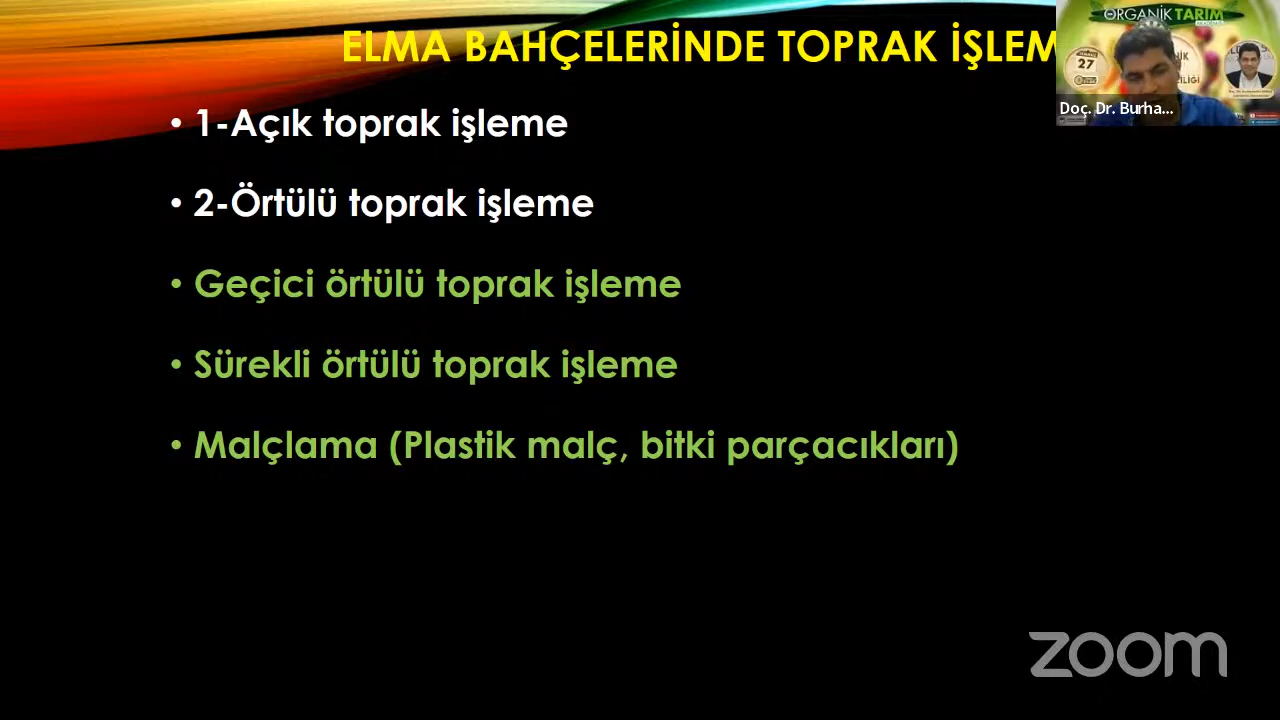 ELMA BAHÇELERİNDE TOPRAK İŞLEM
• 1-Açık toprak işleme
• 2-Örtülü toprak işleme
• Geçici örtülü toprak işleme
• Sürekli örtülü toprak işleme
• Malçlama (Plastik malç, bitki parçacıkları)
ORGANİK TARIM
27
Doç. Dr. Burha...
zoom